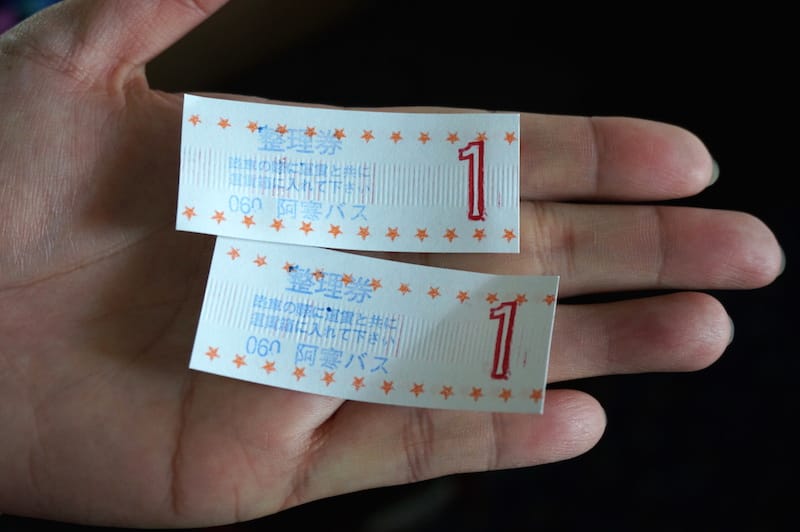 整理券
降車の際に運賃と共に
運賃箱に入れて下さい
060 阿寒バス
1
整理券
降車の際に運賃と共に
運賃箱に入れて下さい
060 阿寒バス
1